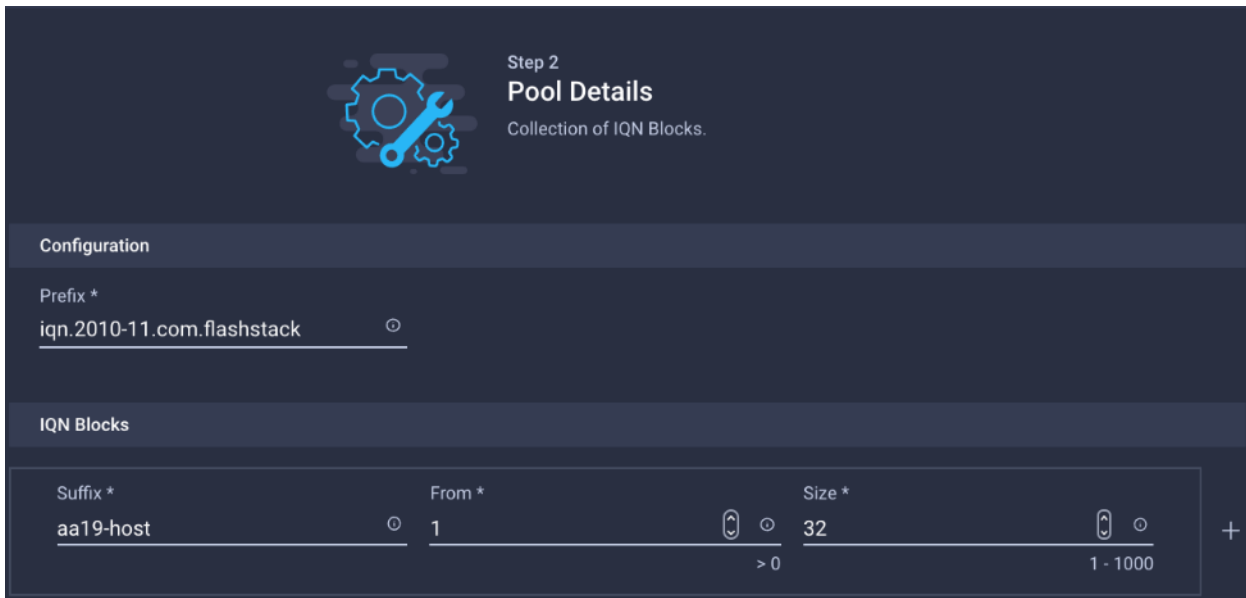 Step 2
Pool Details
Collection of IQN Blocks.
Configuration
Prefix *
iqn.2010-11.com.flashstack
IQN Blocks
Suffix * From * Size *
aa19-host 1 32
> 0 1 - 1000